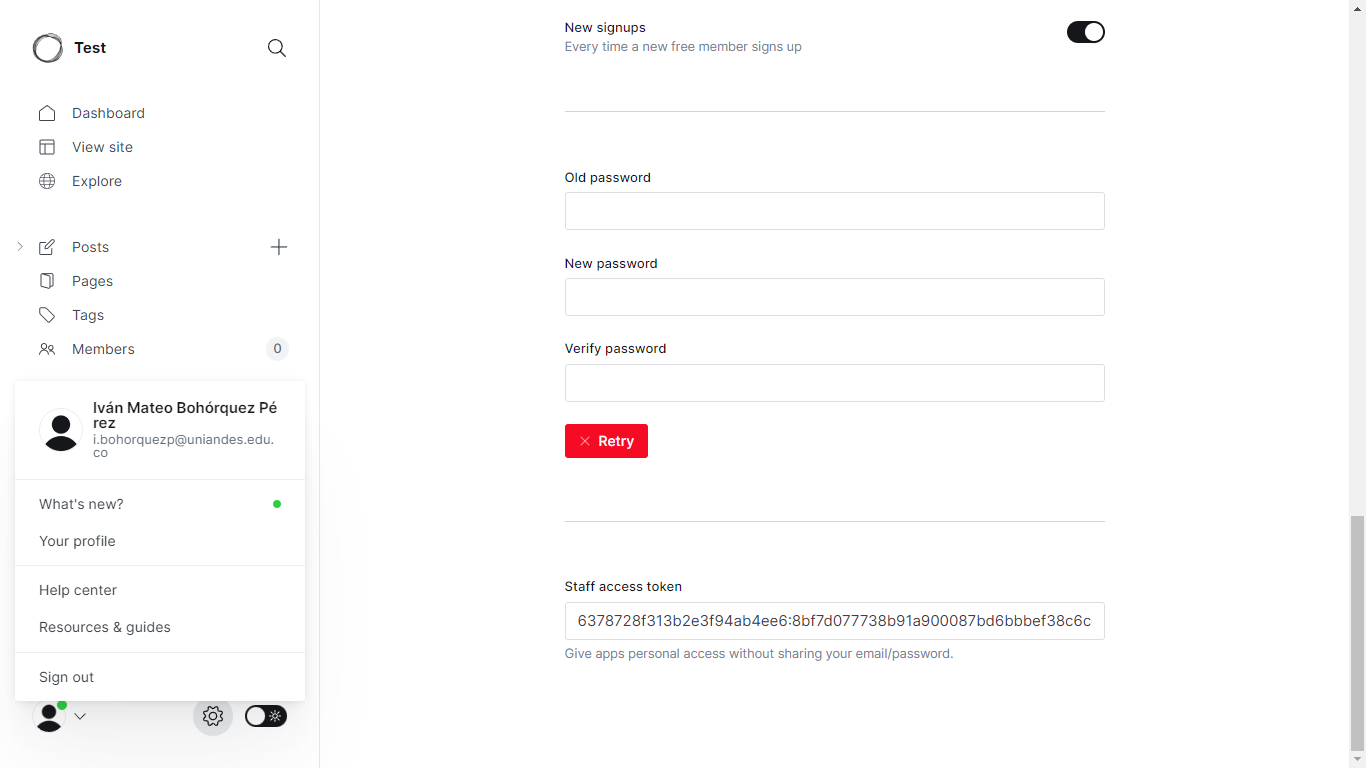 Test
Dashboard
View site
Explore
Posts
Pages
Tags
Members
0
Iván Mateo Bohórquez Pé
rez
i.bohorquezp@uniandes.edu.
co
What's new?
Your profile
Help center
Resources & guides
Sign out
New signups
Every time a new free member signs up
Old password
New password
Verify password
Retry
Staff access token
6378728f313b2e3f94ab4ee6:8bf7d077738b91a900087bd6bbbef38c6c
Give apps personal access without sharing your email/password.